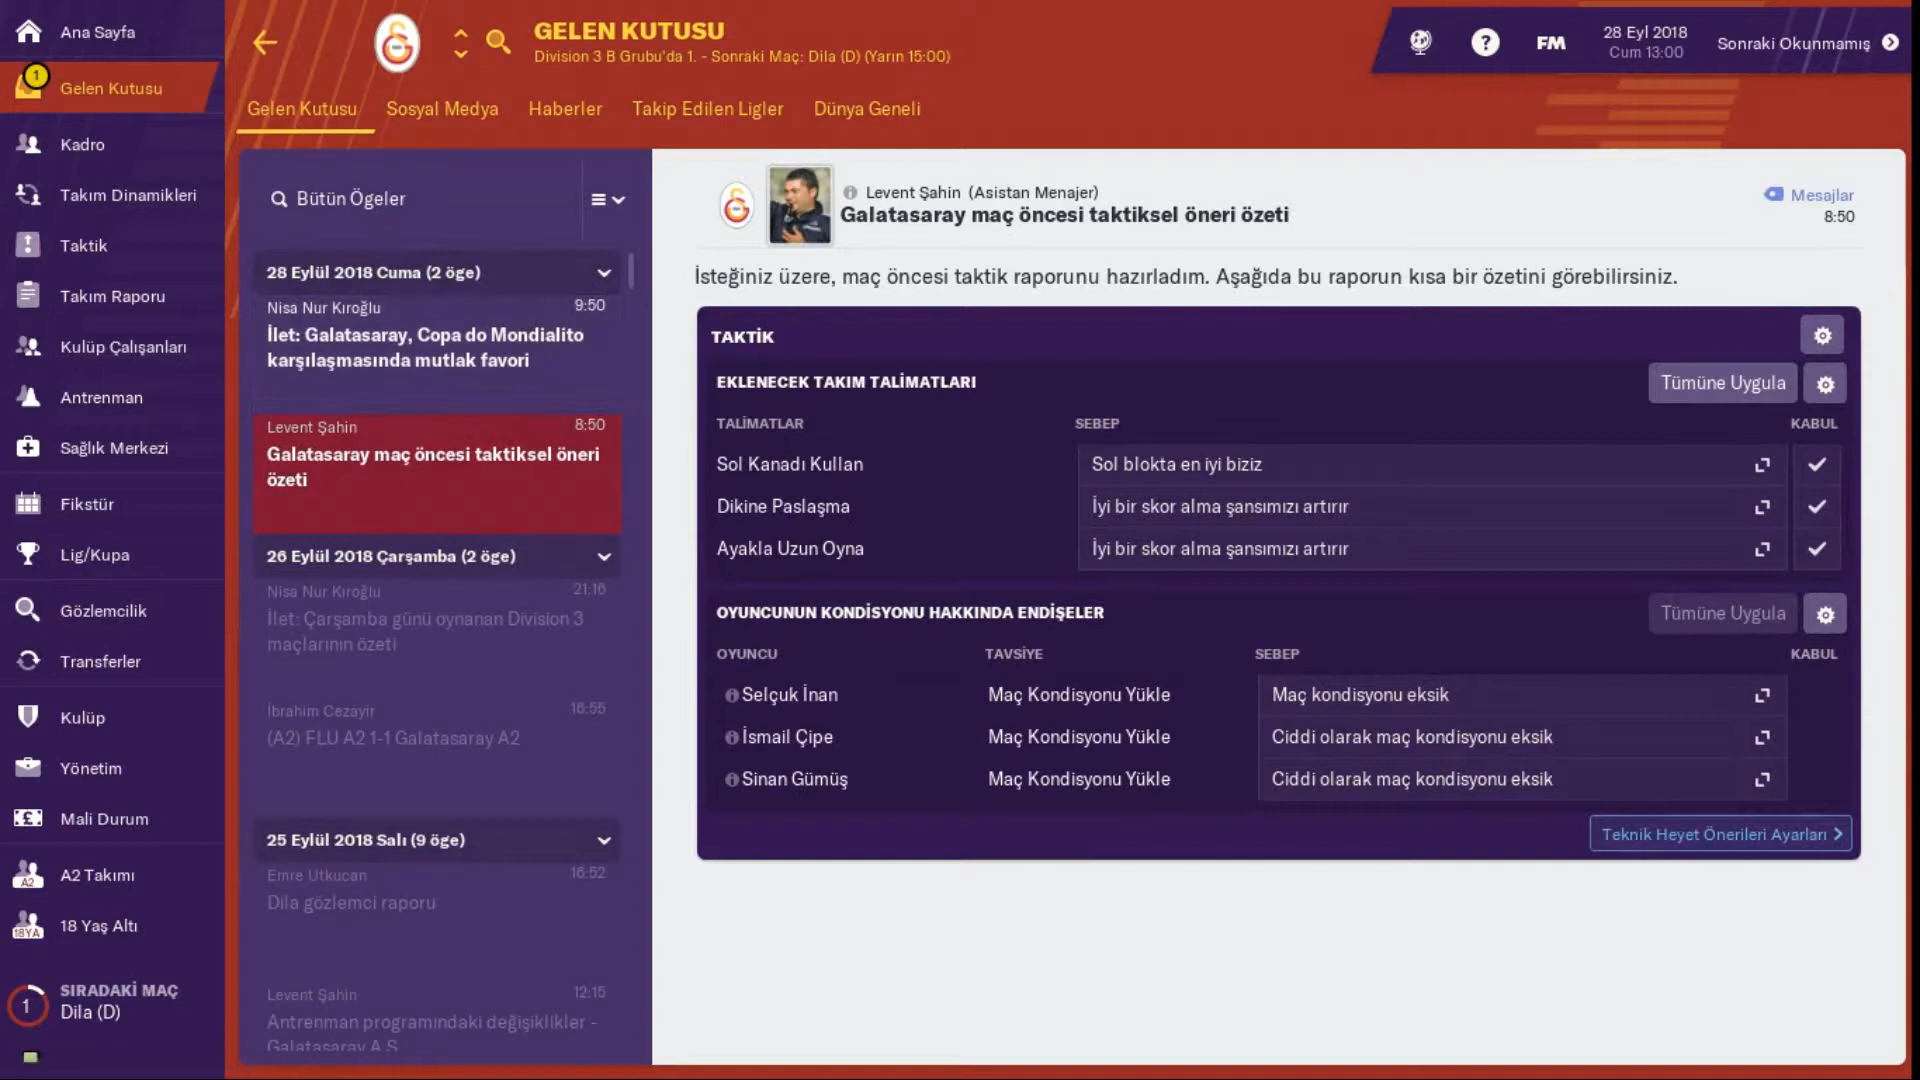 Ana Sayfa
1
Gelen Kutusu
Kadro
Takım Dinamikleri
Taktik
Takım Raporu
Kulüp Çalışanları
Antrenman
Sağlık Merkezi
Fikstür
Lig/Kupa
Gözlemcilik
Transferler
Kulüp
Yönetim
Mali Durum
A2
A2 Takımı
18YA
18 Yaş Altı
1
SIRADAKİ MAÇ
Dila (D)
GELEN KUTUSU
Division 3 B Grubu'da 1. - Sonraki Maç: Dila (D) (Yarın 15:00)
?
FM
28 Eyl 2018
Cum 13:00
Sonraki Okunmamış
Gelen Kutusu
Sosyal Medya
Haberler
Takip Edilen Ligler
Dünya Geneli
Bütün Ögeler
28 Eylül 2018 Cuma (2 öge)
Nisa Nur Kıroğlu 9:50
İlet: Galatasaray, Copa do Mondialito
karşılaşmasında mutlak favori
Levent Şahin 8:50
Galatasaray maç öncesi taktiksel öneri
özeti
26 Eylül 2018 Çarşamba (2 öge)
Nisa Nur Kıroğlu 21:16
İlet: Çarşamba günü oynanan Division 3
maçlarının özeti
İbrahim Cezayir 16:55
(A2) FLU A2 1-1 Galatasaray A2
25 Eylül 2018 Salı (9 öge)
Emre Utkucan 16:52
Dila gözlemci raporu
Levent Şahin 12:15
Antrenman programındaki değişiklikler -
Galatasaray A.Ş.
Levent Şahin (Asistan Menajer)
Galatasaray maç öncesi taktiksel öneri özeti
Mesajlar
8:50
İsteğiniz üzere, maç öncesi taktik raporunu hazırladım. Aşağıda bu raporun kısa bir özetini görebilirsiniz.
TAKTİK
EKLENECEK TAKIM TALİMATLARI
Tümüne Uygula
TALİMATLAR SEBEP KABUL
Sol Kanadı Kullan Sol blokta en iyi biziz
Dikine Paslaşma İyi bir skor alma şansımızı artırır
Ayakla Uzun Oyna İyi bir skor alma şansımızı artırır
OYUNCUNUN KONDİSYONU HAKKINDA ENDİŞELER
Tümüne Uygula
OYUNCU TAVSİYE SEBEP KABUL
Selçuk İnan Maç Kondisyonu Yükle Maç kondisyonu eksik
İsmail Çipe Maç Kondisyonu Yükle Ciddi olarak maç kondisyonu eksik
Sinan Gümüş Maç Kondisyonu Yükle Ciddi olarak maç kondisyonu eksik
Teknik Heyet Önerileri Ayarları